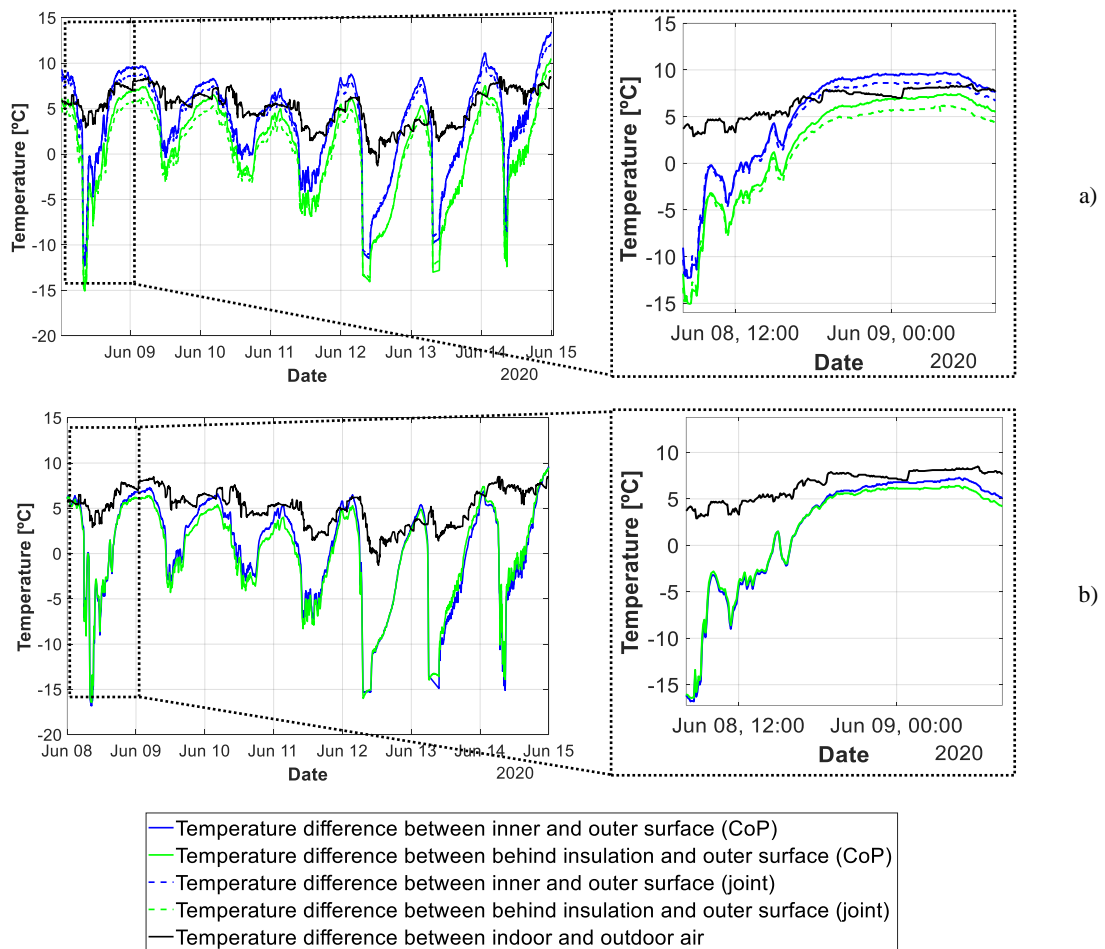 15
10
5
0
-5
-10
-15
-20
Temperature [ºC]
Jun 09 Jun 10 Jun 11 Jun 12 Jun 13 Jun 14 Jun 15
Date
2020
15
10
5
0
-5
-10
-15
Temperature [ºC]
Jun 08, 12:00 Jun 09, 00:00
Date 2020
a)
15
10
5
0
-5
-10
-15
-20
Temperature [ºC]
Jun 08 Jun 09 Jun 10 Jun 11 Jun 12 Jun 13 Jun 14 Jun 15
Date
2020
15
10
5
0
-5
-10
-15
Temperature [ºC]
Jun 08, 12:00 Jun 09, 00:00
Date 2020
b)
Temperature difference between inner and outer surface (CoP)
Temperature difference between behind insulation and outer surface (CoP)
Temperature difference between inner and outer surface (joint)
Temperature difference between behind insulation and outer surface (joint)
Temperature difference between indoor and outdoor air